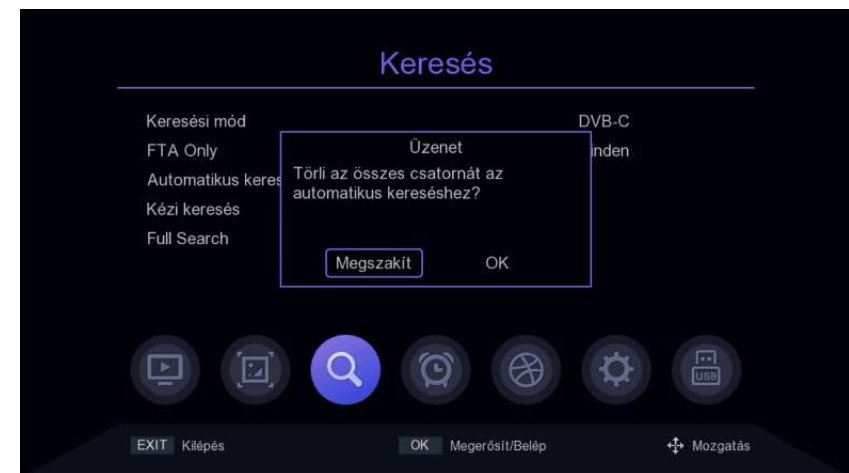 Keresés
Keresési mód DVB-C
FTA Only inden
Üzenet
Automatikus keres
Törli az összes csatornát az
automatikus kereséshez?
Kézi keresés
Full Search
Megszakít OK
USB
EXIT Kilépés OK Megerősít/Belép Mozgatás